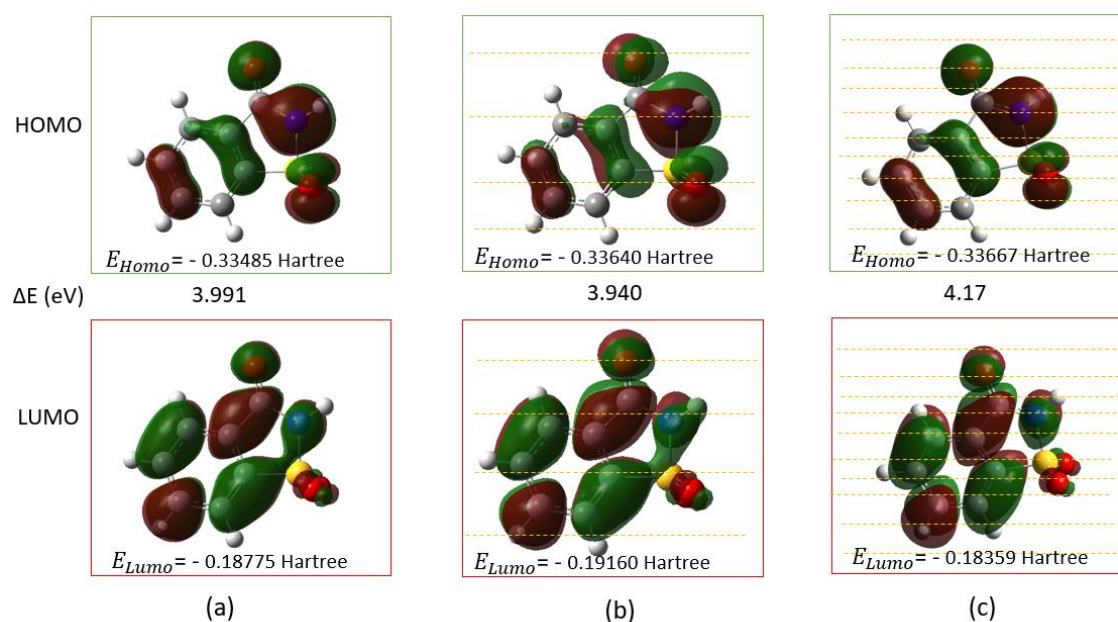 HOMO
E_Homo = - 0.33485 Hartree
E_Homo = - 0.33640 Hartree
E_Homo = - 0.33667 Hartree
ΔE (eV) 3.991 3.940 4.17
LUMO
E_Lumo = - 0.18775 Hartree
E_Lumo = - 0.19160 Hartree
E_Lumo = - 0.18359 Hartree
(a) (b) (c)